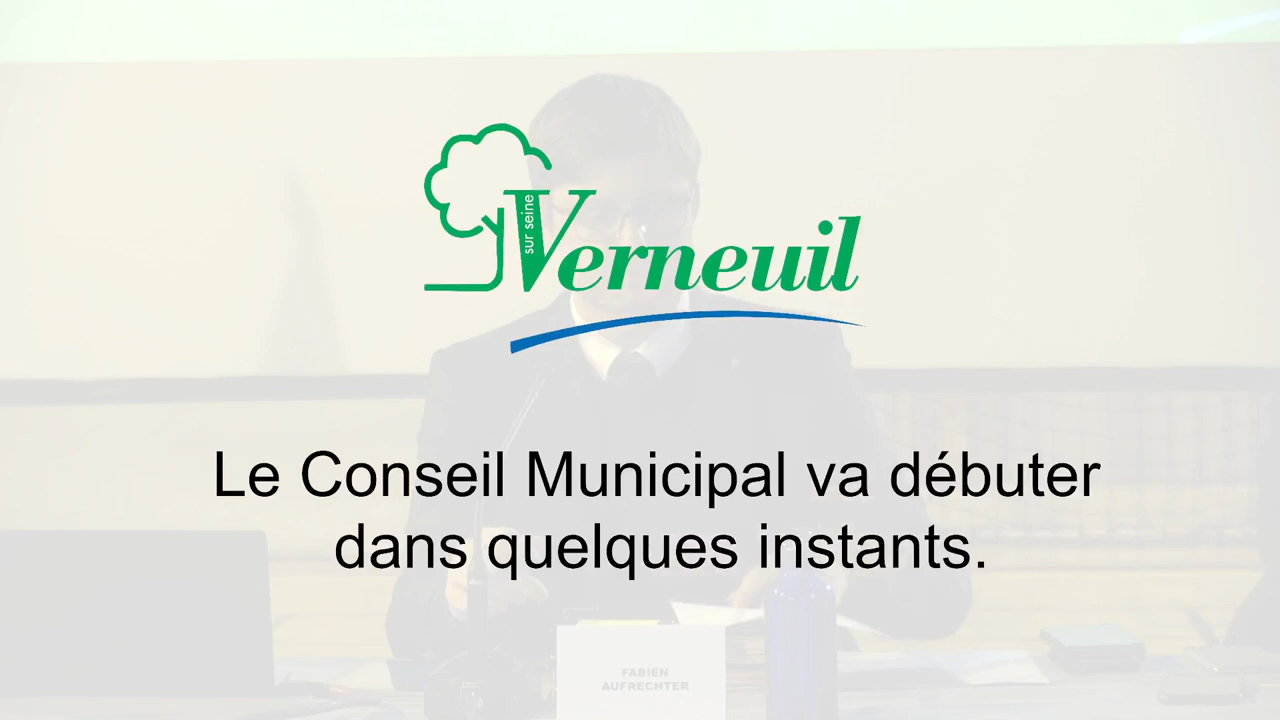 sur seine
Verneuil
Le Conseil Municipal va débuter
dans quelques instants.
FABIEN
AUFRECHTER